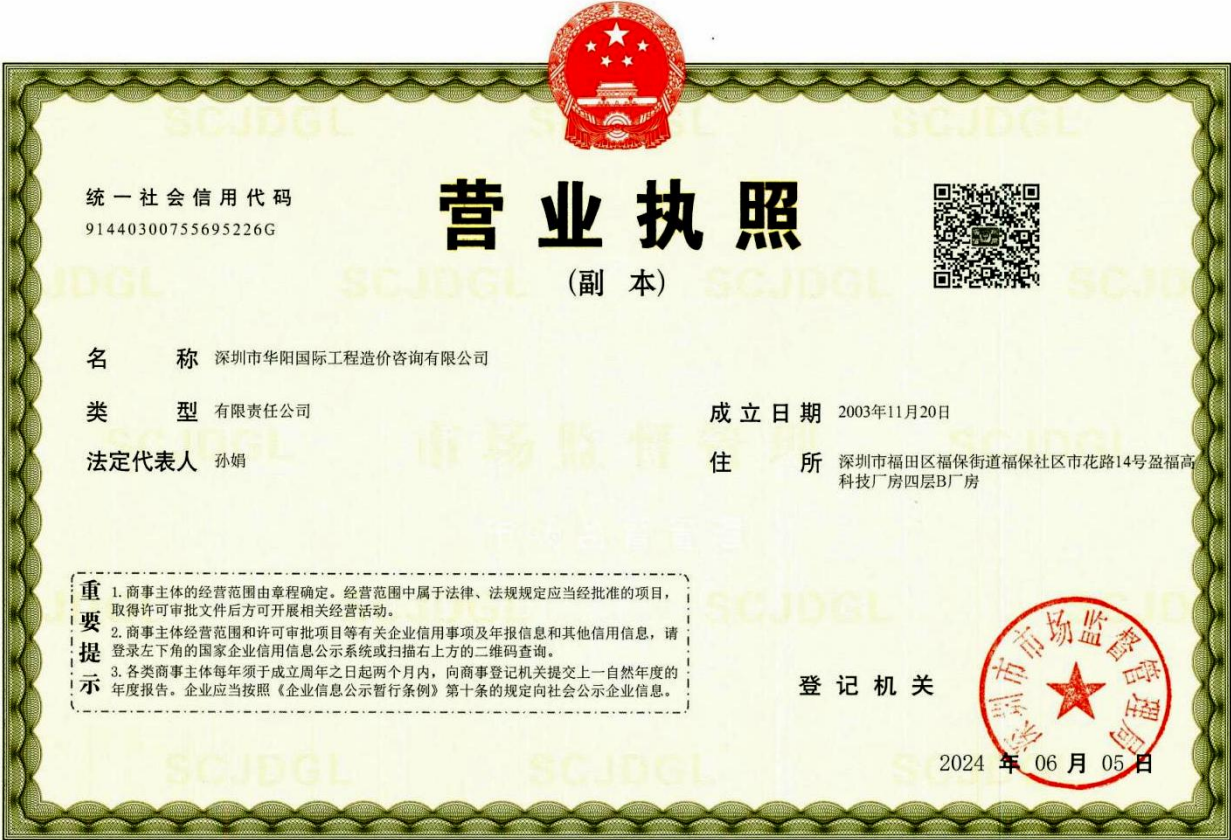 统一社会信用代码
91440300755695226G
营业执照
(副 本)
名 称 深圳市华阳国际工程造价咨询有限公司
类 型 有限责任公司
成立日期 2003年11月20日
法定代表人 孙娟
住 所 深圳市福田区福保街道福保社区市花路14号盈福高
科技厂房四层B厂房
重要提示
1. 商事主体的经营范围由章程确定。经营范围中属于法律、法规规定应当经批准的项目，
取得许可审批文件后方可开展相关经营活动。
2. 商事主体经营范围和许可审批项目等有关企业信用事项及年报信息和其他信用信息，请
登录左下角的国家企业信用信息公示系统或扫描右上方的二维码查询。
3. 各类商事主体每年须于成立周年之日起两个月内，向商事登记机关提交上一自然年度的
年度报告。企业应当按照《企业信息公示暂行条例》第十条的规定向社会公示企业信息。
登记机关
深圳市市场监督管理局
2024 年 06 月 05 日
SCJDGL
市场监督管理